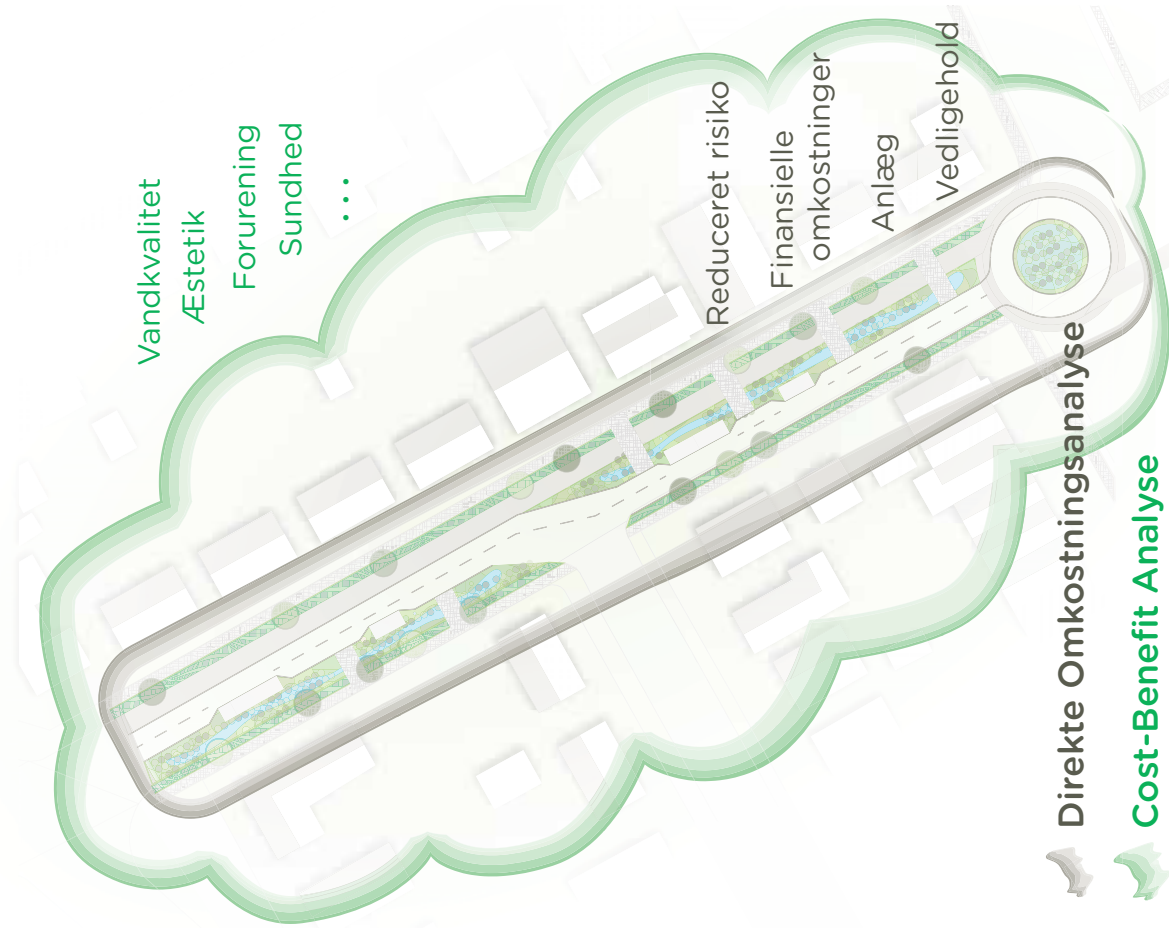 Vandkvalitet
Æstetik
Forurening
Sundhed
...
Reduceret risiko
Finansielle
omkostninger
Anlæg
Vedligehold
Direkte Omkostningsanalyse
Cost-Benefit Analyse